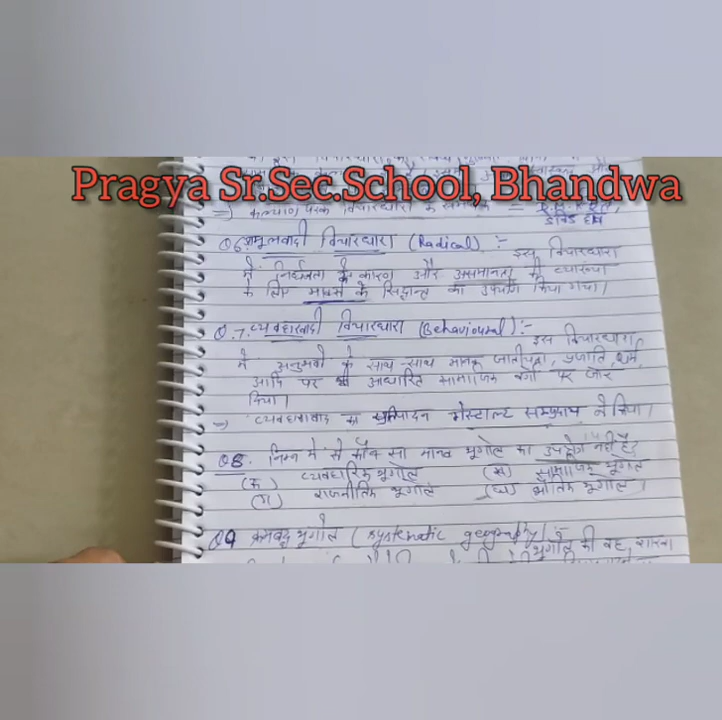 Pragya Sr.Sec.School, Bhandwa
=> कल्याण परक विचारधारा के समर्थक =
डेविड
Q6. आमूलवादी विचारधारा (Radical) :- इस विचारधारा
में निर्धनता के कारण और असमानता की व्याख्या
के लिए मार्क्स के सिद्धान्त का उपयोग किया गया।
Q.7. व्यवहारवादी विचारधारा (Behavioural) :- इस विचारधारा
में अनुभवो के साथ-साथ मानव जातीयता, प्रजाति, धर्म
आदि पर आधारित सामाजिक वर्गो पर जोर
दिया।
=> व्यवहारवाद का प्रतिपादन गेस्टाल्ट सम्प्रदाय ने किया।
Q8. निम्न मे से कौन सा मानव भूगोल का उपक्षेत्र नहीं है?
(क) व्यवहारिक भूगोल (ख) सामाजिक भूगोल
(ग) राजनीतिक भूगोल (घ) भौतिक भूगोल।
Q9 क्रमबद्ध भूगोल (systematic geography) :-
भूगोल की वह शाखा